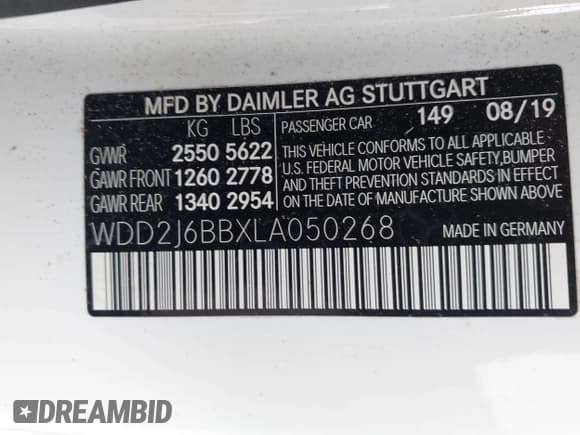 MFD BY DAIMLER AG STUTTGART
KG LBS PASSENGER CAR 149 08/19
GVWR 2550 5622 THIS VEHICLE CONFORMS TO ALL APPLICABLE
U.S. FEDERAL MOTOR VEHICLE SAFETY, BUMPER
GAWR FRONT 1260 2778 AND THEFT PREVENTION STANDARDS IN EFFECT
GAWR REAR 1340 2954 ON THE DATE OF MANUFACTURE SHOWN ABOVE.
WDD2J6BBXLA050268 MADE IN GERMANY
DREAMBID